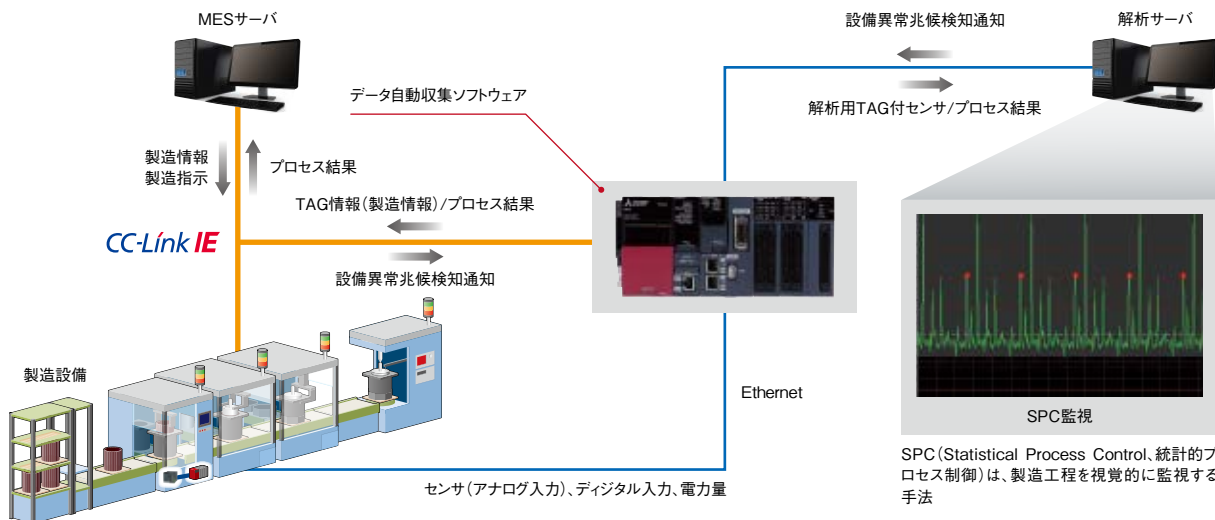 MESサーバ
設備異常兆候検知通知
解析サーバ
データ自動収集ソフトウェア
解析用TAG付センサ/プロセス結果
製造情報
製造指示
プロセス結果
TAG情報(製造情報)/プロセス結果
CC-Link IE
設備異常兆候検知通知
製造設備
Ethernet
SPC監視
センサ(アナログ入力)、ディジタル入力、電力量
SPC(Statistical Process Control、統計的プ
ロセス制御)は、製造工程を視覚的に監視する
手法